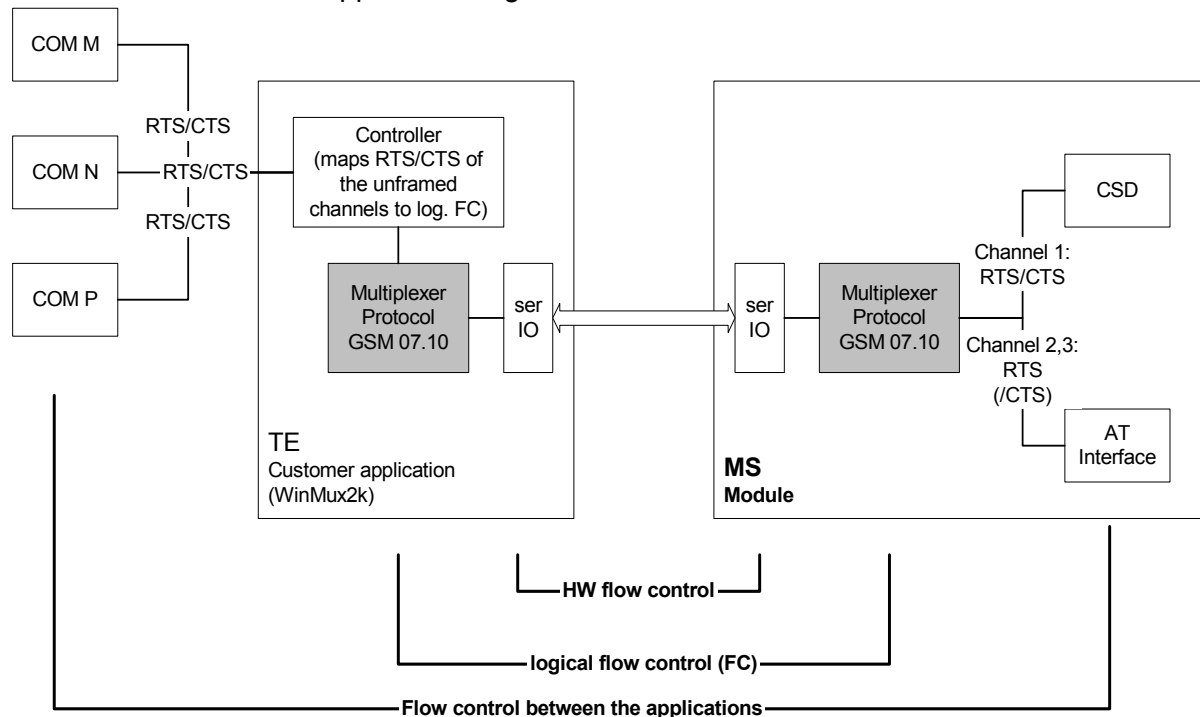 COM M
COM N
COM P
RTS/CTS
RTS/CTS
RTS/CTS
Controller
(maps RTS/CTS of
the unframed
channels to log. FC)
Multiplexer
Protocol
GSM 07.10
ser
IO
TE
Customer application
(WinMux2k)
ser
IO
Multiplexer
Protocol
GSM 07.10
Channel 1:
RTS/CTS
Channel 2,3:
RTS
(/CTS)
CSD
AT
Interface
MS
Module
HW flow control
logical flow control (FC)
Flow control between the applications